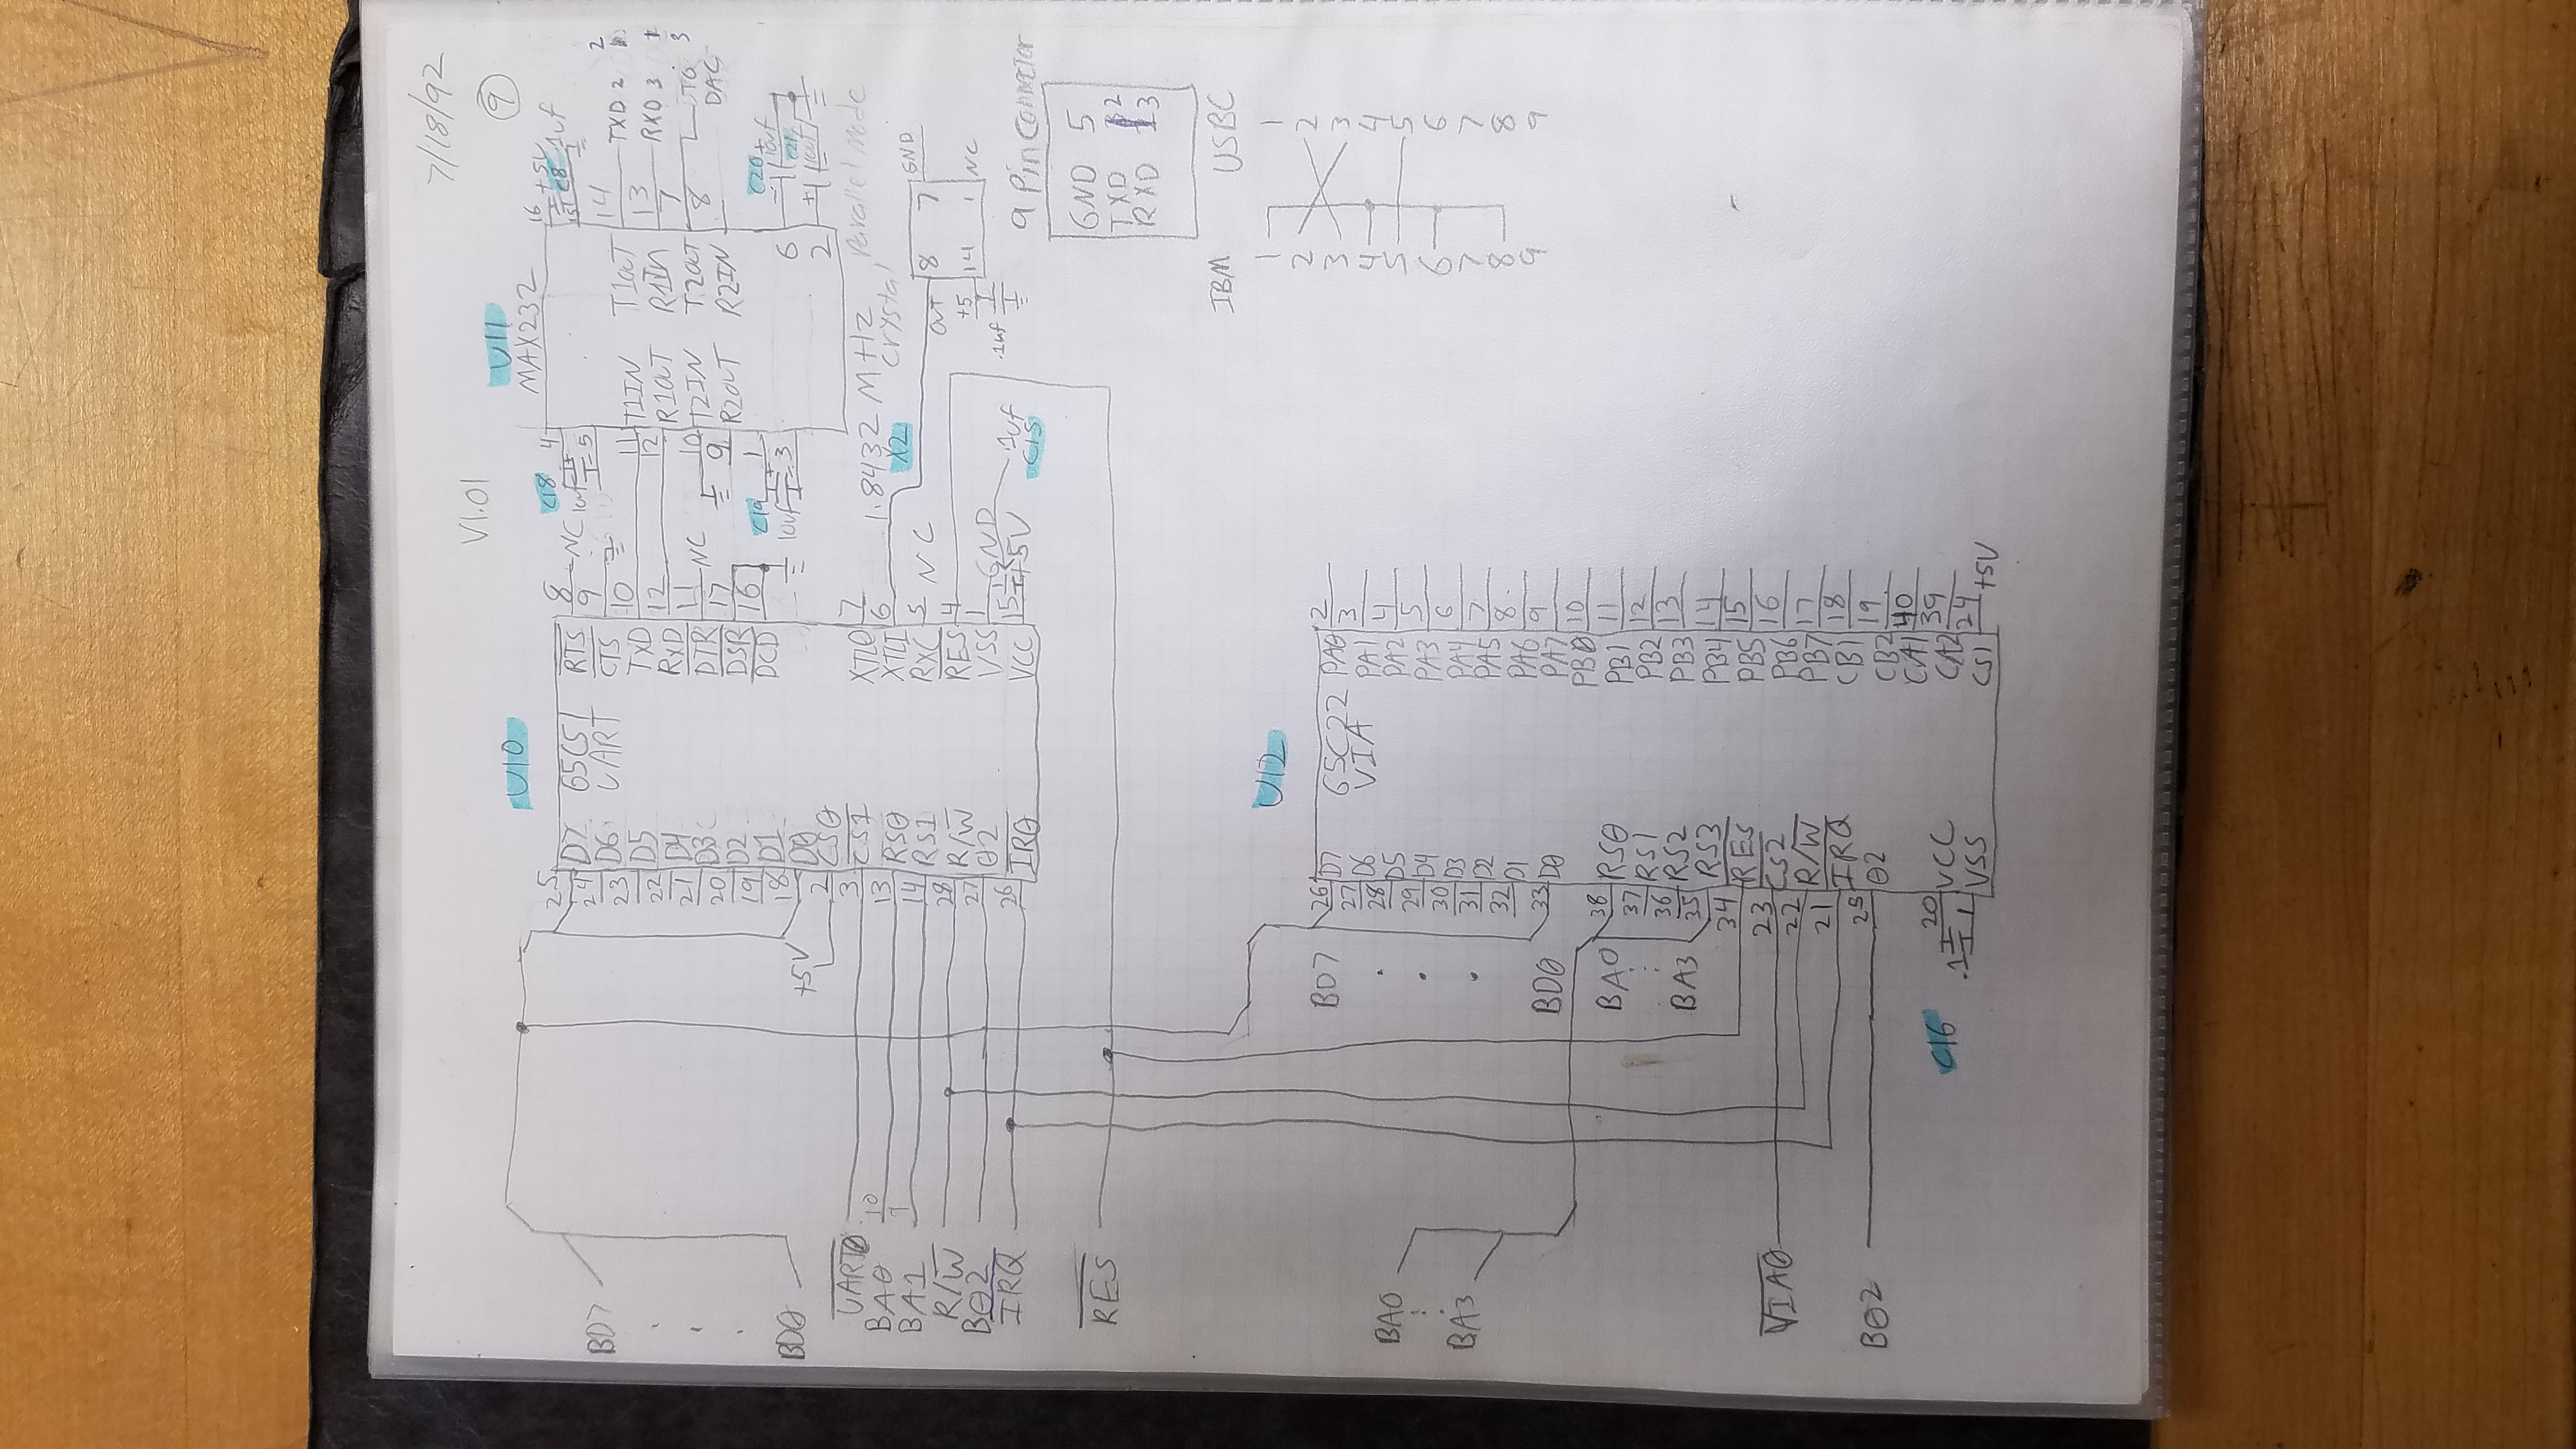 7/18/92
V1.01
9
U10
U11
MAX232
65C51
UART
BD7
BD0
25 D7
24 D6
23 D5
22 D4
21 D3
20 D2
19 D1
18 D0
+5V 2 CS0
UART0 3 CS1
BA0 10 13 RS0
BA1 9 14 RS1
R/W 28 R/W
BØ2 27 Ø2
IRQ 26 IRQ
RES
RTS 8 NC
CTS 9
TXD 10
RXD 12
DTR 11 NC
DSR 17
DCD 16
XTLO 7
XTLI 6
RXC 5 NC
RES 4
VSS 1 GND
VCC 15 +5V
.1uf
C15
C18 4
10uf + 5
11 T1IN
12 R1OUT
10 T2IN
9 R2OUT
C19 1
10uf + 3
16 +5V
15 C8 .1uf
T1OUT 14 TXD 2 2
R1IN 13 RXD 3
T2OUT 7 TO 3
R2IN 8 DAC
C20 +
6 10uf
C21
2 + 10uf
1.8432 MHz
Crystal
Parallel Mode
X2
OUT 8 7 GND
+5 14 1 NC
.1uf
9 Pin Connector
GND 5
TXD 2
RXD 3
IBM USBC
1 1
2 2
3 3
4 4
5 5
6 6
7 7
8 8
9 9
U12
65C22
VIA
BD7
BD0
26 D7
27 D6
28 D5
29 D4
30 D3
31 D2
32 D1
33 D0
BA0
BA3
BA0
BA3
38 RS0
37 RS1
36 RS2
35 RS3
34 RES
VIA0 23 CS2
22 R/W
21 IRQ
BØ2 25 Ø2
C16
.1
20 VCC
1 VSS
PA0 2
PA1 3
PA2 4
PA3 5
PA4 6
PA5 7
PA6 8
PA7 9
PB0 10
PB1 11
PB2 12
PB3 13
PB4 14
PB5 15
PB6 16
PB7 17
CB1 18
CB2 19
CA1 40
CA2 39
CS1 24 +5V